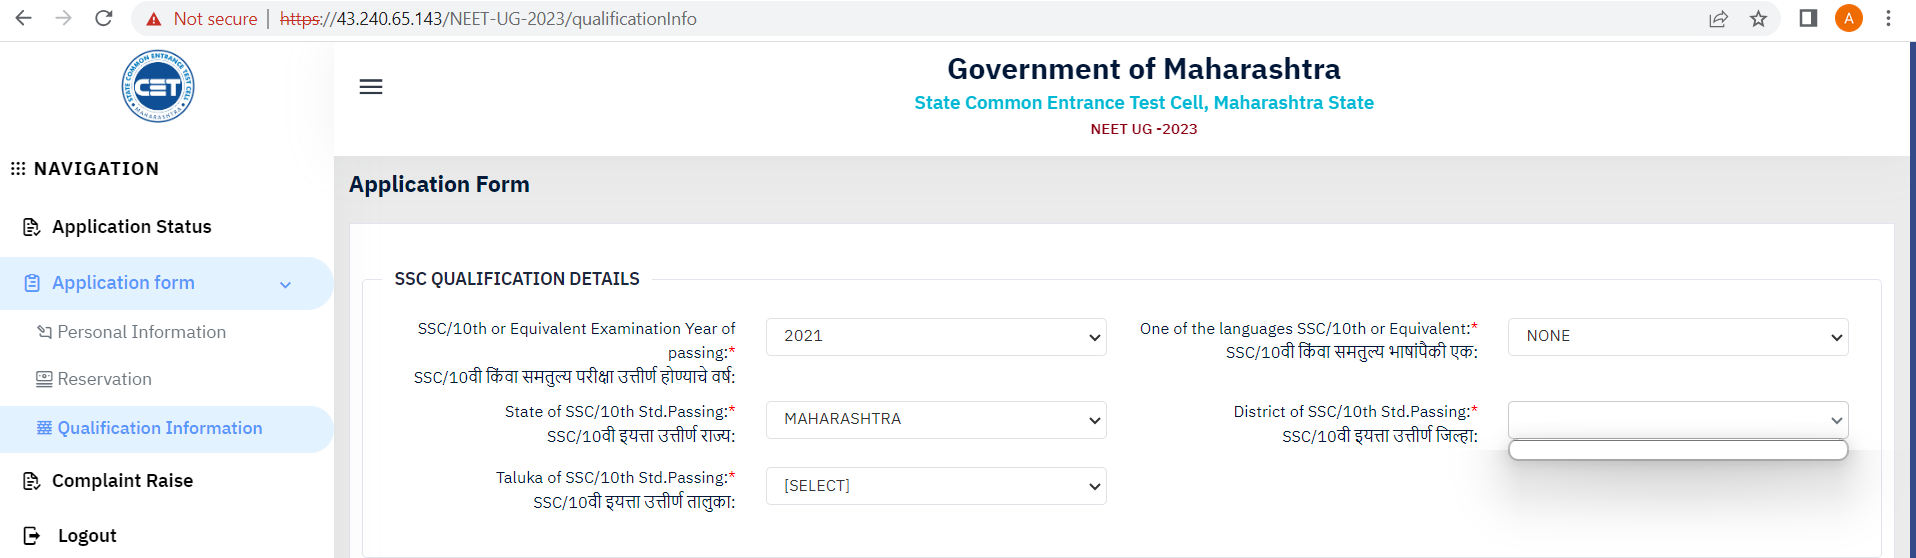 Not secure | https://43.240.65.143/NEET-UG-2023/qualificationInfo
A
STATE COMMON ENTRANCE TEST CELL
CET
MAHARASHTRA
Government of Maharashtra
State Common Entrance Test Cell, Maharashtra State
NEET UG -2023
NAVIGATION
Application Status
Application form
Personal Information
Reservation
Qualification Information
Complaint Raise
Logout
Application Form
SSC QUALIFICATION DETAILS
SSC/10th or Equivalent Examination Year of
passing:*
SSC/10वी किंवा समतुल्य परीक्षा उत्तीर्ण होण्याचे वर्ष:
2021
One of the languages SSC/10th or Equivalent:*
SSC/10वी किंवा समतुल्य भाषांपैकी एक:
NONE
State of SSC/10th Std.Passing:*
SSC/10वी इयत्ता उत्तीर्ण राज्य:
MAHARASHTRA
District of SSC/10th Std.Passing:*
SSC/10वी इयत्ता उत्तीर्ण जिल्हा:
Taluka of SSC/10th Std.Passing:*
SSC/10वी इयत्ता उत्तीर्ण तालुका:
[SELECT]